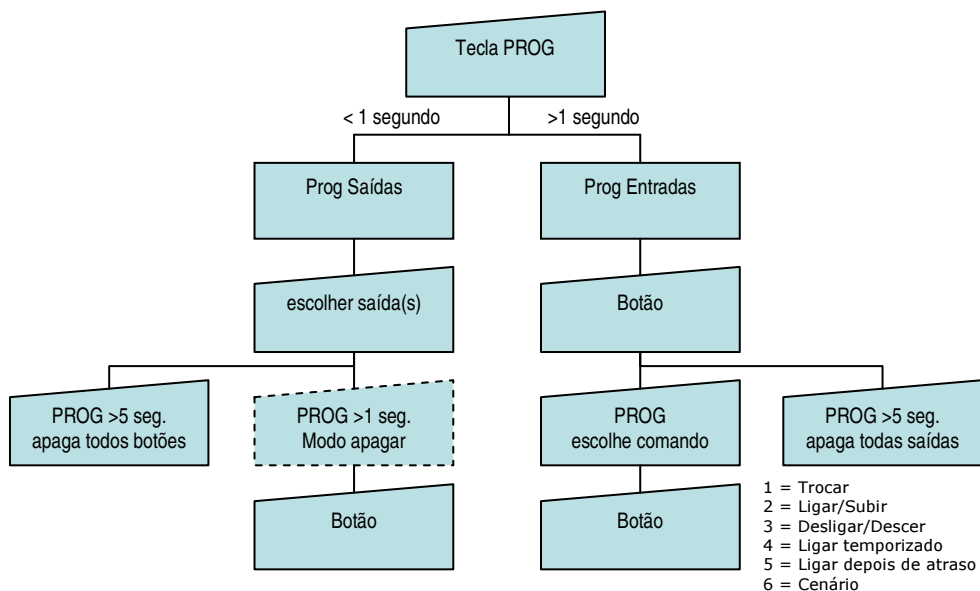 Tecla PROG
< 1 segundo
>1 segundo
Prog Saídas
Prog Entradas
escolher saída(s)
Botão
PROG >5 seg.
apaga todos botões
PROG >1 seg.
Modo apagar
PROG
escolhe comando
PROG >5 seg.
apaga todas saídas
Botão
Botão
1 = Trocar
2 = Ligar/Subir
3 = Desligar/Descer
4 = Ligar temporizado
5 = Ligar depois de atraso
6 = Cenário